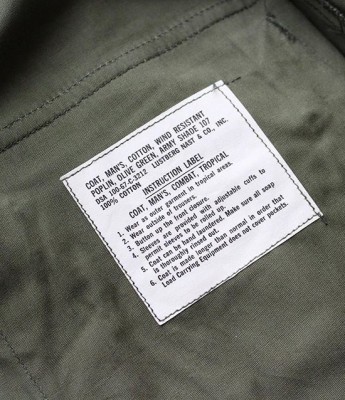 COAT, MAN'S, COTTON, WIND RESISTANT
POPLIN, OLIVE GREEN, ARMY SHADE 107
DSA 100-67-C-3212 LUSTBERG NAST & CO., INC.
100% COTTON
INSTRUCTION LABEL
COAT, MAN'S, COMBAT, TROPICAL
1. Wear as outer garment in tropical areas.
2. Wear outside of trousers.
3. Button up the front closure.
4. Sleeves are provided with adjustable cuffs to
permit sleeves to be rolled up.
5. Coat can be hand laundered. Make sure all soap
is thoroughly rinsed out.
6. Coat is made longer than normal in order that
Load Carrying Equipment does not cover pockets.